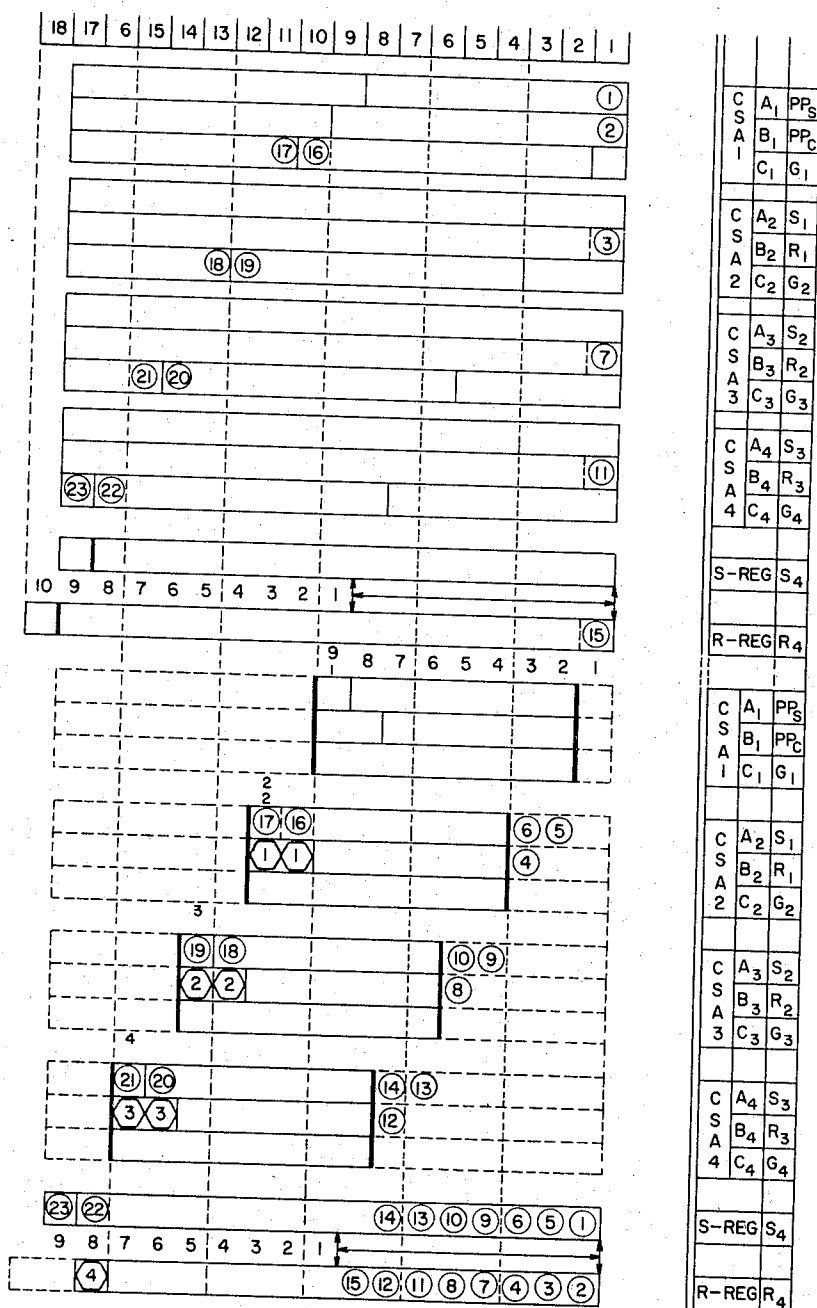 18 17 6 15 14 13 12 11 10 9 8 7 6 5 4 3 2 1
1
2
17 16
CSA1
A₁ PPS
B₁ PPC
C₁ G₁
3
18 19
CSA2
A₂ S₁
B₂ R₁
C₂ G₂
7
21 20
CSA3
A₃ S₂
B₃ R₂
C₃ G₃
11
23 22
CSA4
A₄ S₃
B₄ R₃
C₄ G₄
S-REG S₄
10 9 8 7 6 5 4 3 2 1
15
R-REG R₄
9 8 7 6 5 4 3 2 1
CSA1
A₁ PPS
B₁ PPC
C₁ G₁
2
2
17 16 6 5
1 1 4
CSA2
A₂ S₁
B₂ R₁
C₂ G₂
3
19 18 10 9
2 2 8
CSA3
A₃ S₂
B₃ R₂
C₃ G₃
4
21 20 14 13
3 3 12
CSA4
A₄ S₃
B₄ R₃
C₄ G₄
23 22 14 13 10 9 6 5 1
S-REG S₄
9 8 7 6 5 4 3 2 1
4 15 12 11 8 7 4 3 2
R-REG R₄